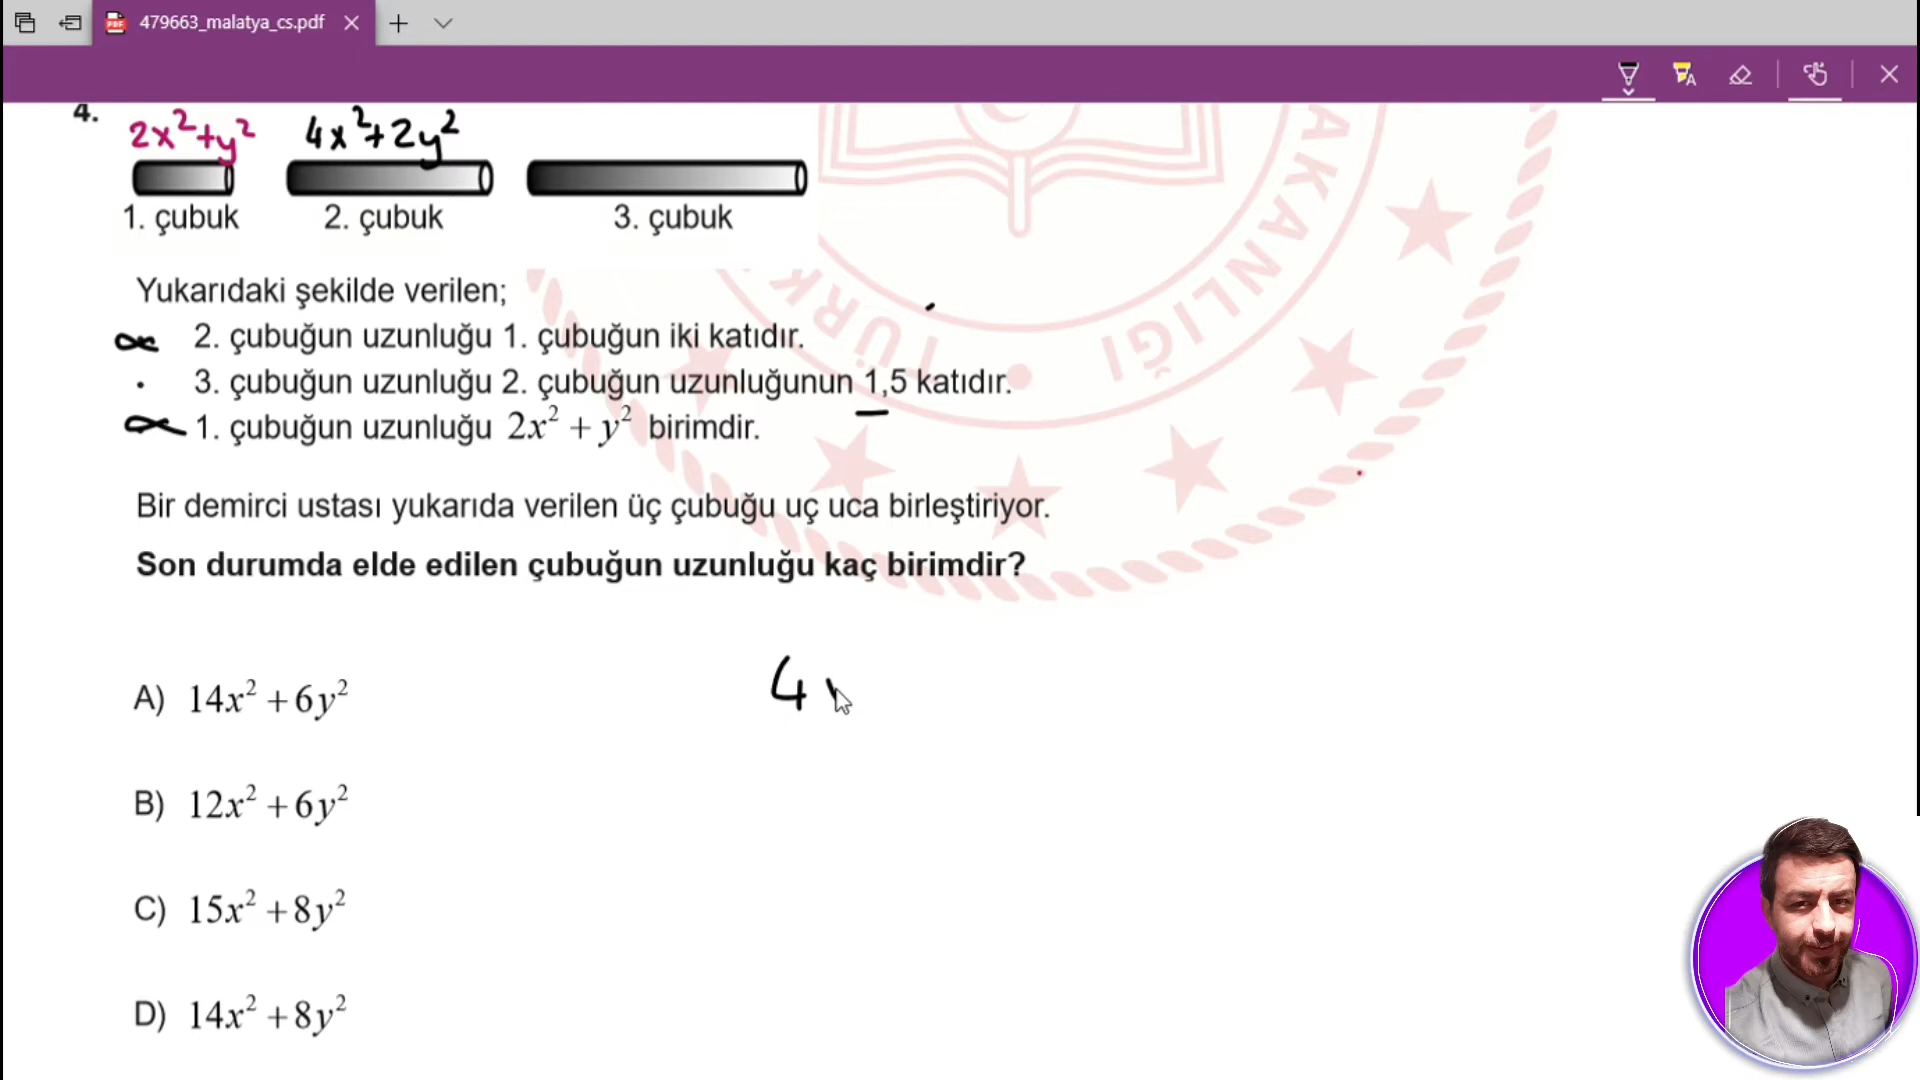 479663_malatya_cs.pdf
4.
2x²+y² 4x²+2y²
1. çubuk 2. çubuk 3. çubuk
AKANLIĞI
TÜRK
Yukarıdaki şekilde verilen;
2. çubuğun uzunluğu 1. çubuğun iki katıdır.
· 3. çubuğun uzunluğu 2. çubuğun uzunluğunun 1,5 katıdır.
1. çubuğun uzunluğu 2x² + y² birimdir.
Bir demirci ustası yukarıda verilen üç çubuğu uç uca birleştiriyor.
Son durumda elde edilen çubuğun uzunluğu kaç birimdir?
4
A) 14x² + 6y²
B) 12x² + 6y²
C) 15x² + 8y²
D) 14x² + 8y²